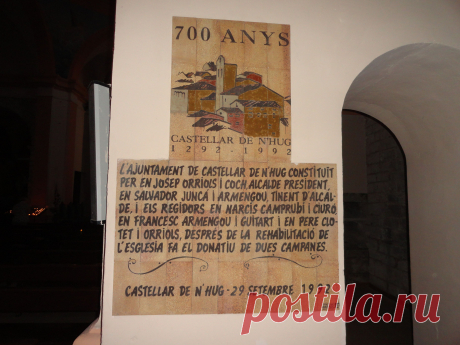 700 ANYS
CASTELLAR DE N'HUG
1292-1992
L'AJUNTAMENT DE CASTELLAR DE N'HUG CONSTITUÏT
PER EN JOSEP ORRIOLS I COCH, ALCALDE PRESIDENT,
EN SALVADOR JUNCA I ARMENGOU, TINENT D'ALCAL-
DE, I ELS REGIDORS EN NARCÍS CAMPRUBÍ I CIURÓ,
EN FRANCESC ARMENGOU I GUITART I EN PERE CLO-
TET I ORRIOLS, DESPRÉS DE LA REHABILITACIÓ DE
L'ESGLÉSIA FA EL DONATIU DE DUES CAMPANES.
CASTELLAR DE N'HUG - 29 SETEMBRE 1992
postila.ru